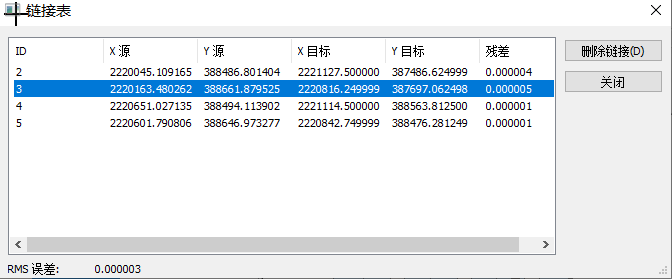 链接表
ID X 源 Y 源 X 目标 Y 目标 残差
2 2220045.109165 388486.801404 2221127.500000 387486.624999 0.000004
3 2220163.480262 388661.879525 2220816.249999 387697.062498 0.000005
4 2220651.027135 388494.113902 2221114.500000 388563.812500 0.000001
5 2220601.790806 388646.973277 2220842.749999 388476.281249 0.000001
删除链接(D)
关闭
RMS 误差: 0.000003